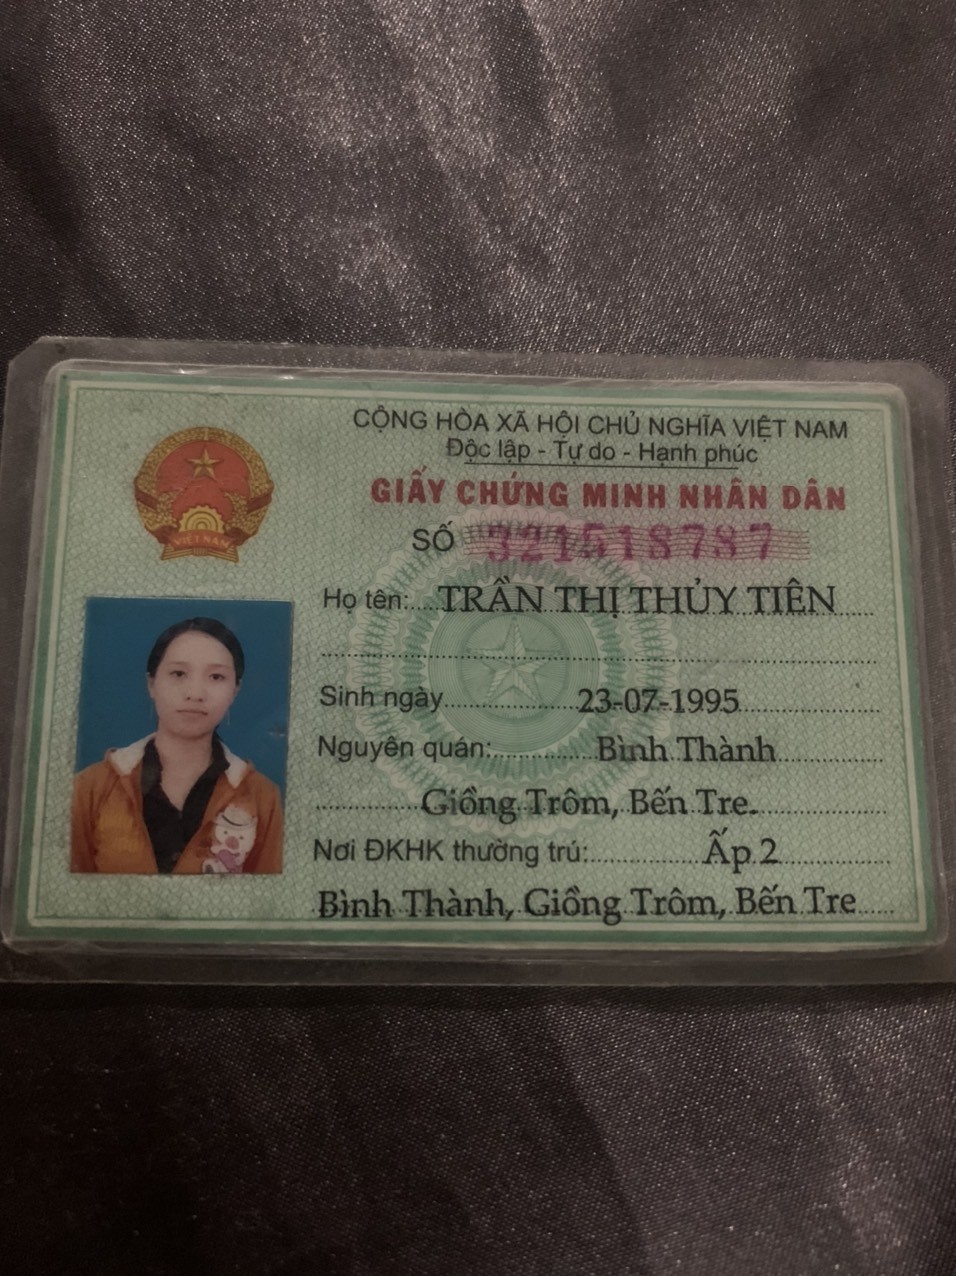 CỘNG HÒA XÃ HỘI CHỦ NGHĨA VIỆT NAM
Độc lập - Tự do - Hạnh phúc
GIẤY CHỨNG MINH NHÂN DÂN
SỐ 321518787
Họ tên: TRẦN THỊ THỦY TIÊN
Sinh ngày 23-07-1995
Nguyên quán: Bình Thành
Giồng Trôm, Bến Tre.
Nơi ĐKHK thường trú: Ấp 2
Bình Thành, Giồng Trôm, Bến Tre
VIỆT NAM